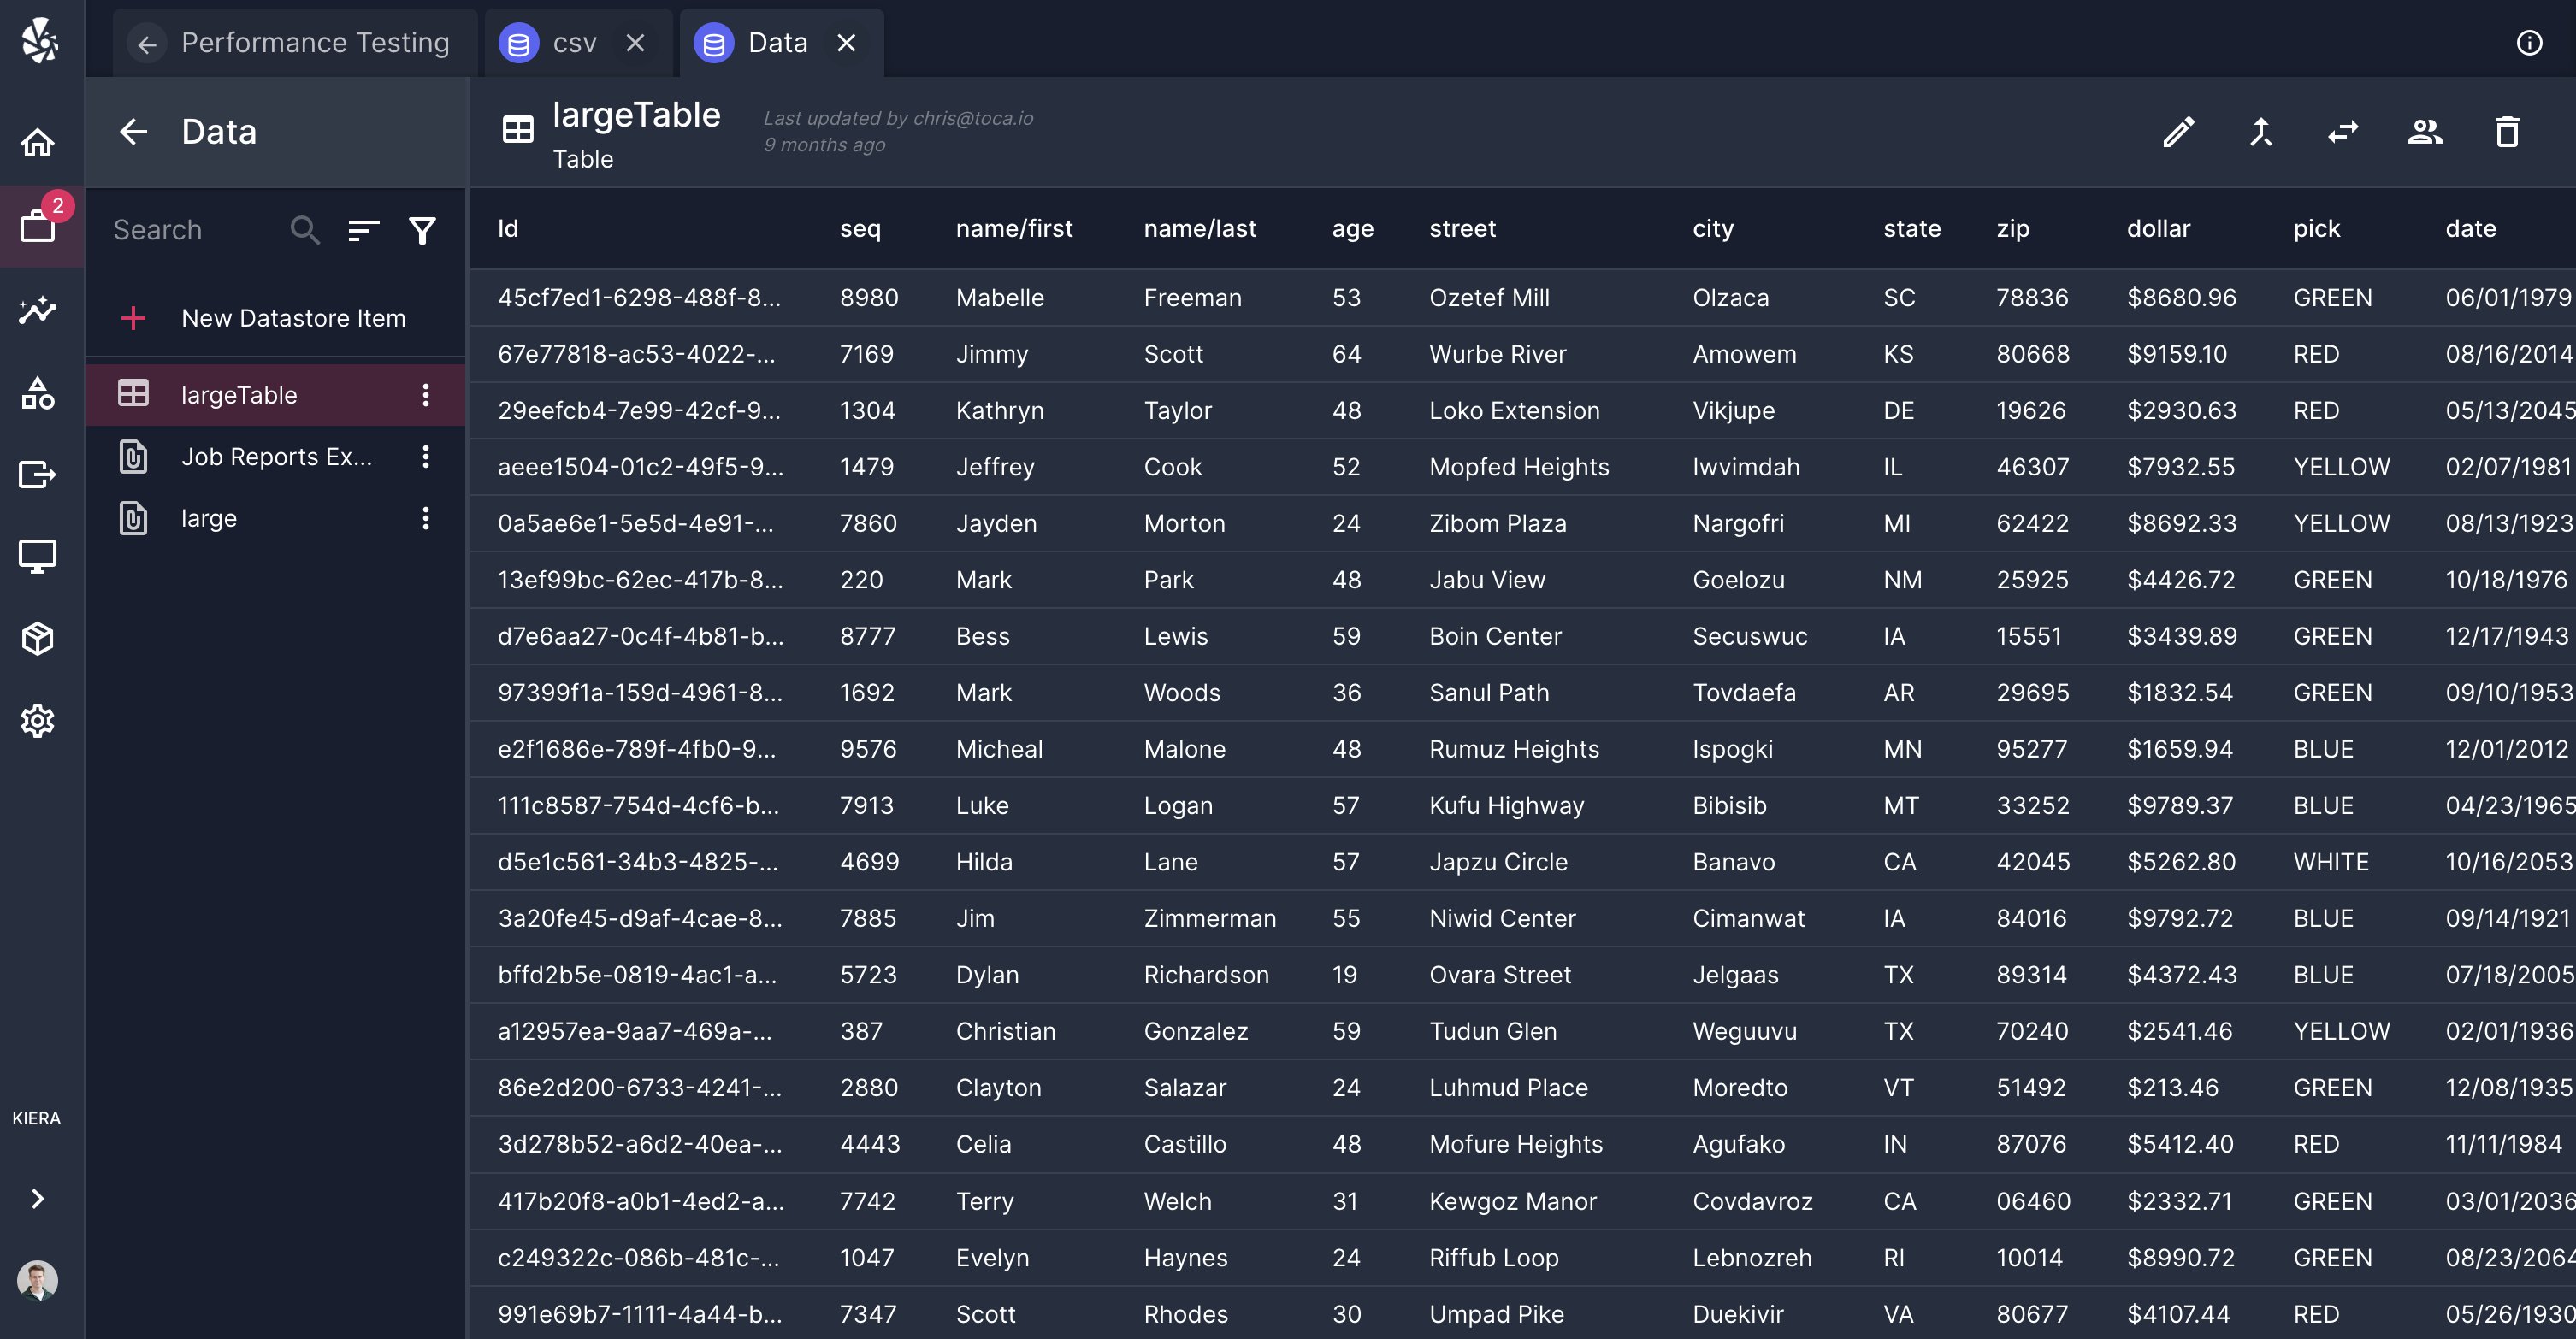 Performance Testing csv Data
Data
largeTable
Table
Last updated by chris@toca.io
9 months ago
2
Search
New Datastore Item
largeTable
Job Reports Ex...
large
KIERA
Id seq name/first name/last age street city state zip dollar pick date
45cf7ed1-6298-488f-8... 8980 Mabelle Freeman 53 Ozetef Mill Olzaca SC 78836 $8680.96 GREEN 06/01/1979
67e77818-ac53-4022-... 7169 Jimmy Scott 64 Wurbe River Amowem KS 80668 $9159.10 RED 08/16/2014
29eefcb4-7e99-42cf-9... 1304 Kathryn Taylor 48 Loko Extension Vikjupe DE 19626 $2930.63 RED 05/13/2045
aeee1504-01c2-49f5-9... 1479 Jeffrey Cook 52 Mopfed Heights Iwvimdah IL 46307 $7932.55 YELLOW 02/07/1981
0a5ae6e1-5e5d-4e91-... 7860 Jayden Morton 24 Zibom Plaza Nargofri MI 62422 $8692.33 YELLOW 08/13/1923
13ef99bc-62ec-417b-8... 220 Mark Park 48 Jabu View Goelozu NM 25925 $4426.72 GREEN 10/18/1976
d7e6aa27-0c4f-4b81-b... 8777 Bess Lewis 59 Boin Center Secuswuc IA 15551 $3439.89 GREEN 12/17/1943
97399f1a-159d-4961-8... 1692 Mark Woods 36 Sanul Path Tovdaefa AR 29695 $1832.54 GREEN 09/10/1953
e2f1686e-789f-4fb0-9... 9576 Micheal Malone 48 Rumuz Heights Ispogki MN 95277 $1659.94 BLUE 12/01/2012
111c8587-754d-4cf6-b... 7913 Luke Logan 57 Kufu Highway Bibisib MT 33252 $9789.37 BLUE 04/23/1965
d5e1c561-34b3-4825-... 4699 Hilda Lane 57 Japzu Circle Banavo CA 42045 $5262.80 WHITE 10/16/2053
3a20fe45-d9af-4cae-8... 7885 Jim Zimmerman 55 Niwid Center Cimanwat IA 84016 $9792.72 BLUE 09/14/1921
bffd2b5e-0819-4ac1-a... 5723 Dylan Richardson 19 Ovara Street Jelgaas TX 89314 $4372.43 BLUE 07/18/2005
a12957ea-9aa7-469a-... 387 Christian Gonzalez 59 Tudun Glen Weguuvu TX 70240 $2541.46 YELLOW 02/01/1936
86e2d200-6733-4241-... 2880 Clayton Salazar 24 Luhmud Place Moredto VT 51492 $213.46 GREEN 12/08/1935
3d278b52-a6d2-40ea-... 4443 Celia Castillo 48 Mofure Heights Agufako IN 87076 $5412.40 RED 11/11/1984
417b20f8-a0b1-4ed2-a... 7742 Terry Welch 31 Kewgoz Manor Covdavroz CA 06460 $2332.71 GREEN 03/01/2036
c249322c-086b-481c-... 1047 Evelyn Haynes 24 Riffub Loop Lebnozreh RI 10014 $8990.72 GREEN 08/23/2064
991e69b7-1111-4a44-b... 7347 Scott Rhodes 30 Umpad Pike Duekivir VA 80677 $4107.44 RED 05/26/1930